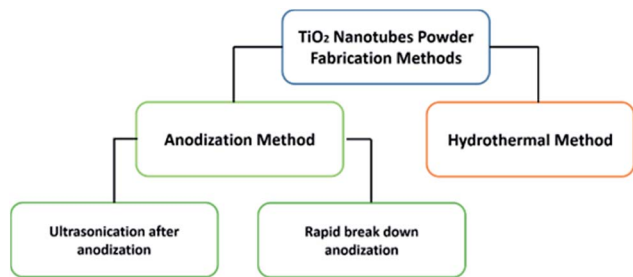 TiO₂ Nanotubes Powder
Fabrication Methods
Anodization Method
Hydrothermal Method
Ultrasonication after
anodization
Rapid break down
anodization